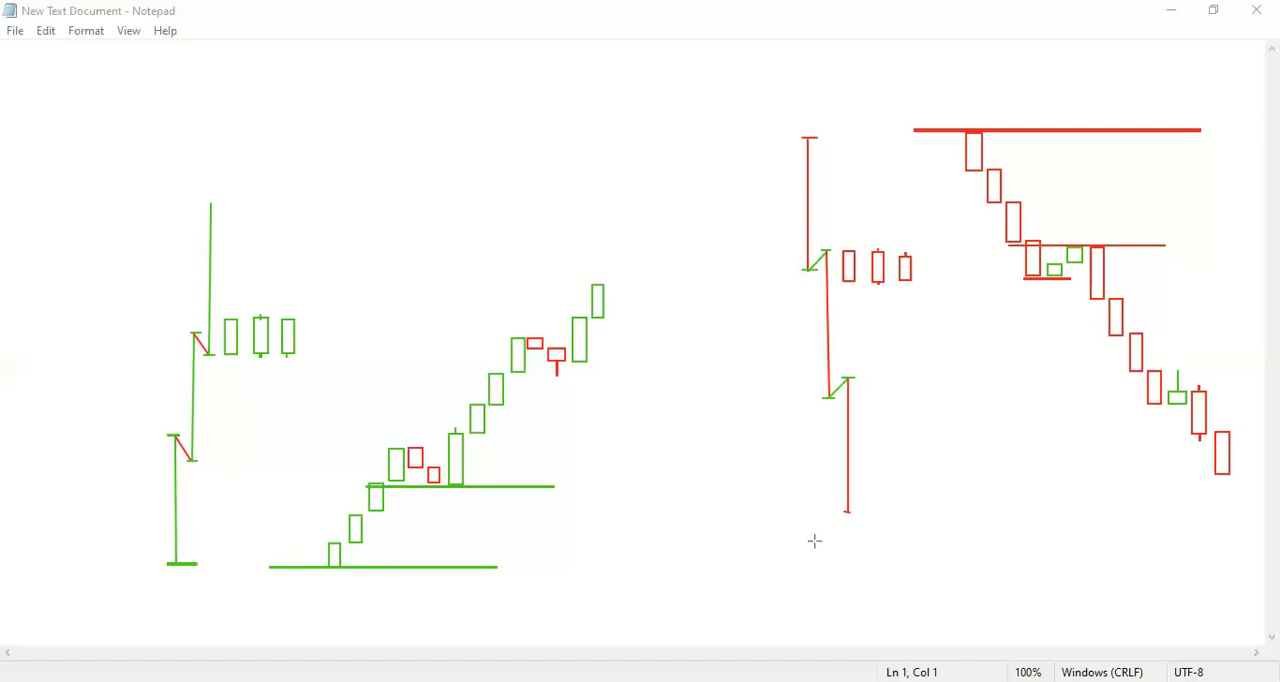 New Text Document - Notepad
File Edit Format View Help
Ln 1, Col 1 100% Windows (CRLF) UTF-8